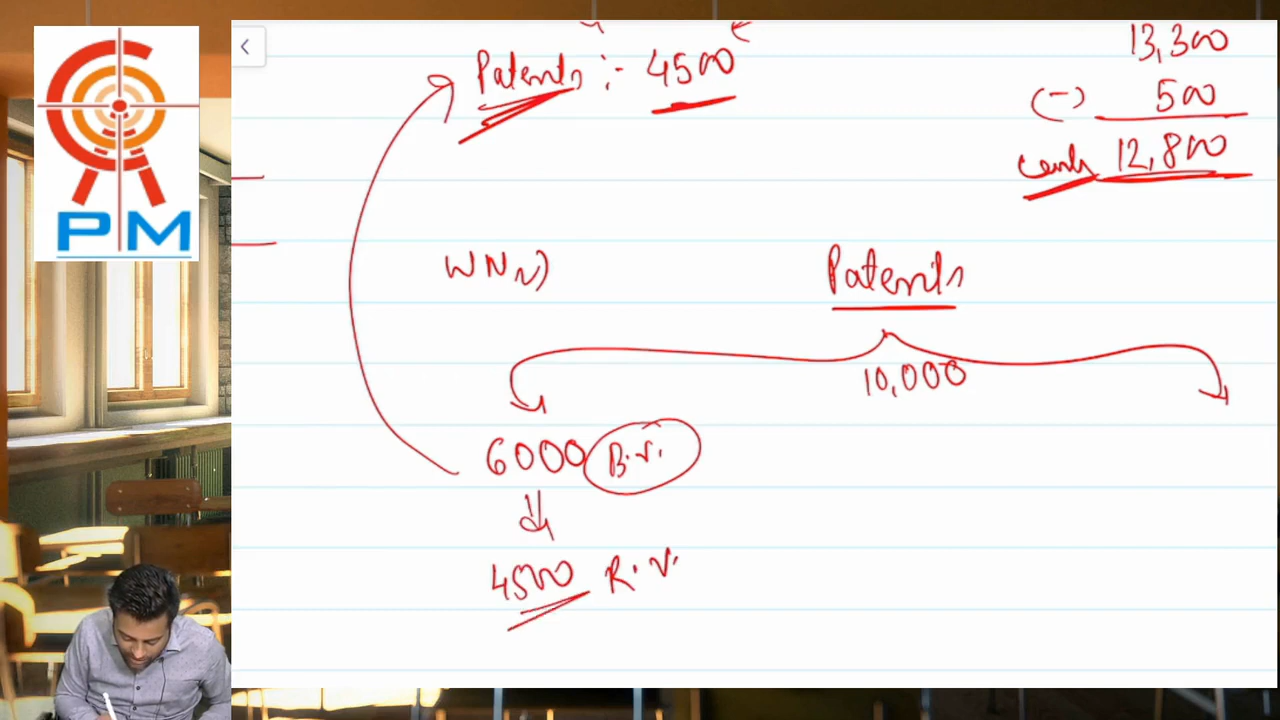 PM
Patents :- 4500
13,300
(-) 500
Cash 12,800
WN
Patents
10,000
6000 B.V.
4500 R.V.